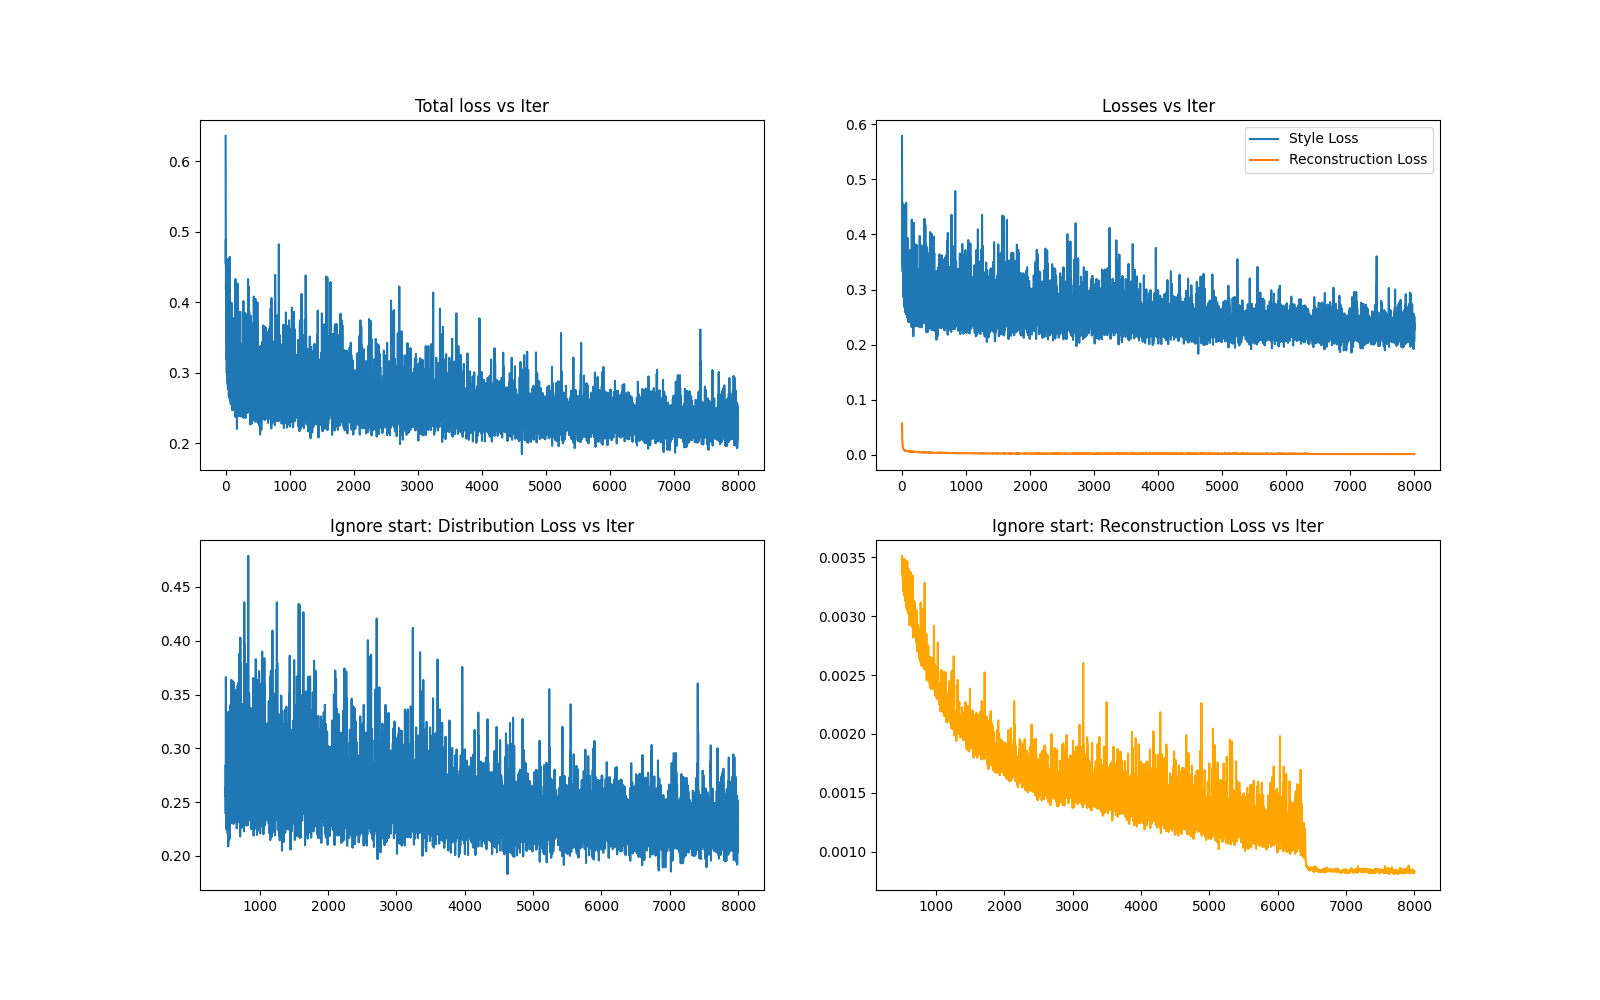 Total loss vs Iter
0.6
0.5
0.4
0.3
0.2
0 1000 2000 3000 4000 5000 6000 7000 8000
Losses vs Iter
0.6
0.5
0.4
0.3
0.2
0.1
0.0
Style Loss
Reconstruction Loss
0 1000 2000 3000 4000 5000 6000 7000 8000
Ignore start: Distribution Loss vs Iter
0.45
0.40
0.35
0.30
0.25
0.20
1000 2000 3000 4000 5000 6000 7000 8000
Ignore start: Reconstruction Loss vs Iter
0.0035
0.0030
0.0025
0.0020
0.0015
0.0010
1000 2000 3000 4000 5000 6000 7000 8000